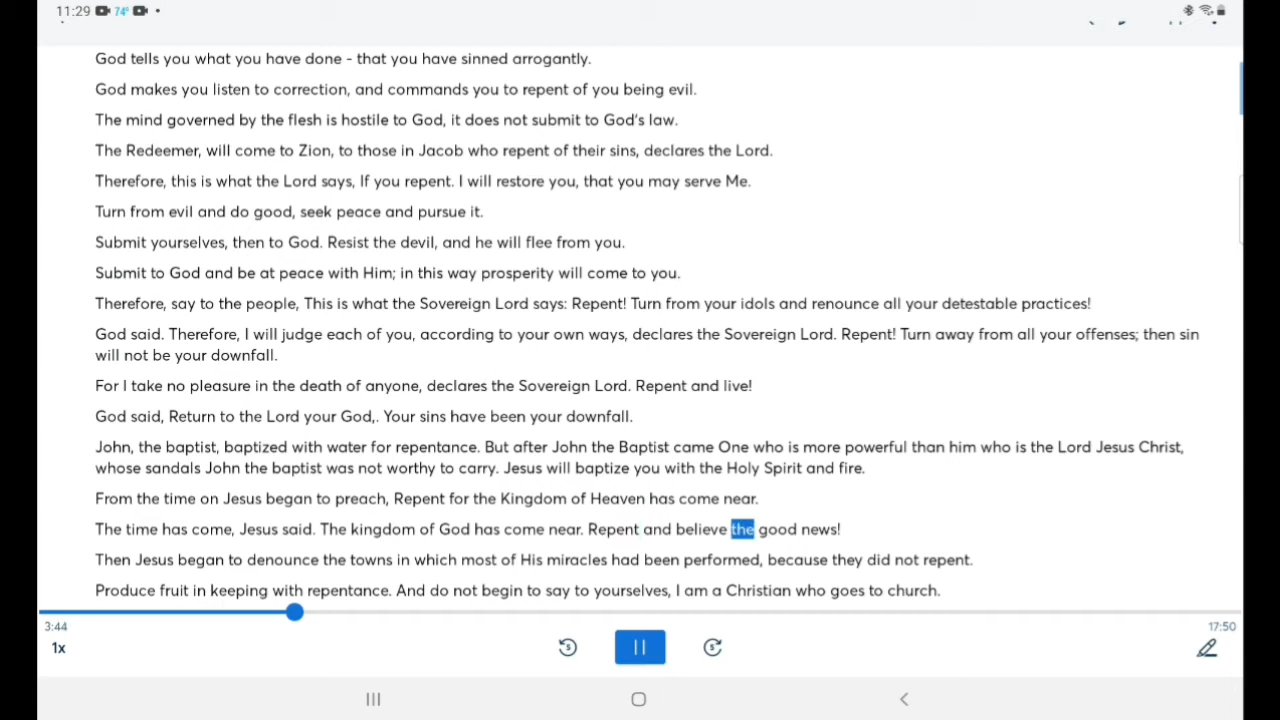 11:29 74°
God tells you what you have done - that you have sinned arrogantly.
God makes you listen to correction, and commands you to repent of you being evil.
The mind governed by the flesh is hostile to God, it does not submit to God's law.
The Redeemer, will come to Zion, to those in Jacob who repent of their sins, declares the Lord.
Therefore, this is what the Lord says, If you repent. I will restore you, that you may serve Me.
Turn from evil and do good, seek peace and pursue it.
Submit yourselves, then to God. Resist the devil, and he will flee from you.
Submit to God and be at peace with Him; in this way prosperity will come to you.
Therefore, say to the people, This is what the Sovereign Lord says: Repent! Turn from your idols and renounce all your detestable practices!
God said. Therefore, I will judge each of you, according to your own ways, declares the Sovereign Lord. Repent! Turn away from all your offenses; then sin
will not be your downfall.
For I take no pleasure in the death of anyone, declares the Sovereign Lord. Repent and live!
God said, Return to the Lord your God,. Your sins have been your downfall.
John, the baptist, baptized with water for repentance. But after John the Baptist came One who is more powerful than him who is the Lord Jesus Christ,
whose sandals John the baptist was not worthy to carry. Jesus will baptize you with the Holy Spirit and fire.
From the time on Jesus began to preach, Repent for the Kingdom of Heaven has come near.
The time has come, Jesus said. The kingdom of God has come near. Repent and believe the good news!
Then Jesus began to denounce the towns in which most of His miracles had been performed, because they did not repent.
Produce fruit in keeping with repentance. And do not begin to say to yourselves, I am a Christian who goes to church.
3:44 17:50
1x 5 5